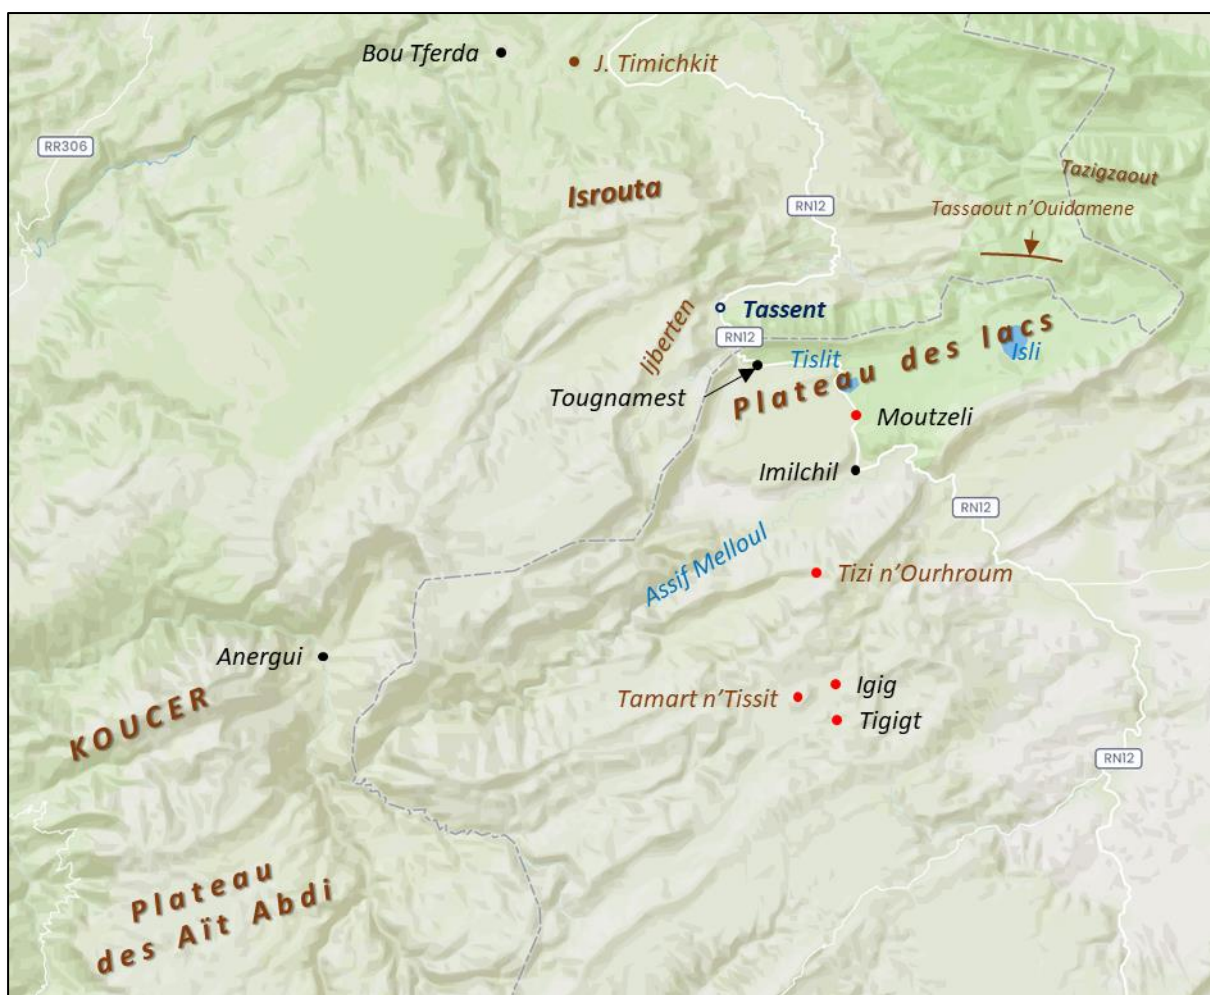 Bou Tferda
J. Timichkit
RR306
Tazigzaout
Isrouta
RN12
Tassaout n'Ouidamene
Ijberten
Tassent
RN12
Tislit
Plateau des lacs
Isli
Tougnamest
Moutzeli
Imilchil
RN12
Assif Melloul
Tizi n'Ourhroum
Anergui
Igig
Tamart n'Tissit
KOUCER
Tigigt
RN12
Plateau
des Aït Abdi